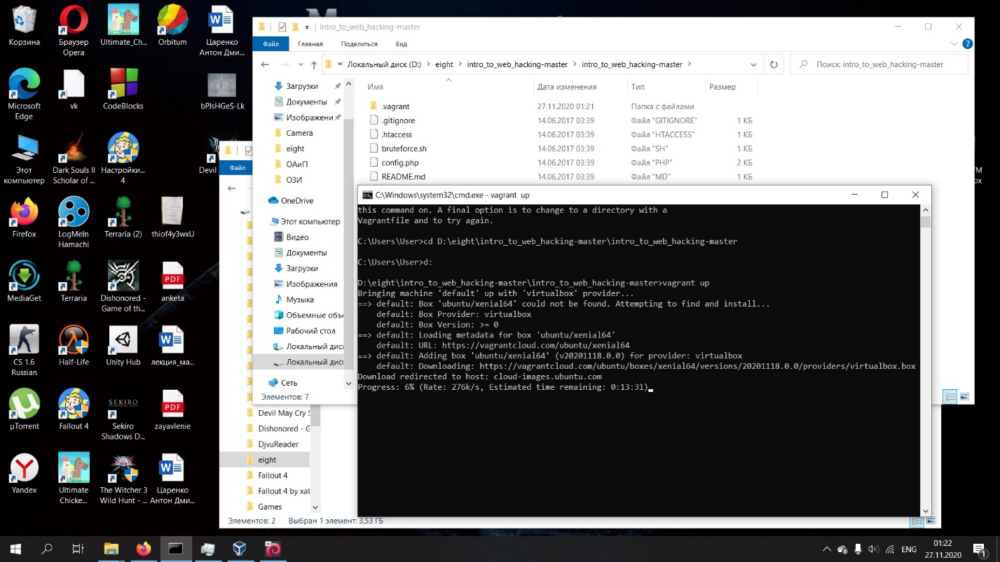 Корзина
Браузер Opera
Ultimate_Ch...
Orbitum
Царенко Антон Дми...
Microsoft Edge
vk
CodeBlocks
bPJsHGeS-Lk
Этот компьютер
Dark Souls II Scholar of ...
Настройки... 4
Devil
Firefox
LogMeIn Hamachi
Terraria (2)
thiof4y3wxU
MediaGet
Terraria
Dishonored - Game of th...
PDF
anketa
CS 1.6 Russian
Half-Life
Unity Hub
лекция_ма...
µTorrent
Fallout 4
SEKIRO
Sekiro Shadows D...
PDF
zayavlenie
Yandex
Ultimate Chicke...
The Witcher 3 Wild Hunt - ...
Царенко Антон Дми...
intro_to_web_hacking-master
Файл Главная Поделиться Вид
« Локальный диск (D:) > eight > intro_to_web_hacking-master > intro_to_web_hacking-master >
Поиск: intro_to_web_hacking-master
Загрузки
Документы
Изображени
Camera
eight
ОАиП
ОЗИ
OneDrive
Этот компьютер
Видео
Документы
Загрузки
Изображения
Музыка
Объемные объ
Рабочий стол
Локальный дис
Локальный дис
Сеть
Элементов: 7
Имя Дата изменения Тип Размер
.vagrant 27.11.2020 01:21 Папка с файлами
.gitignore 14.06.2017 03:39 Файл "GITIGNORE" 1 КБ
.htaccess 14.06.2017 03:39 Файл "HTACCESS" 1 КБ
bruteforce.sh 14.06.2017 03:39 Файл "SH" 1 КБ
config.php 14.06.2017 03:39 Файл "PHP" 2 КБ
README.md 14.06.2017 03:39 Файл "MD" 1 КБ
C:\Windows\system32\cmd.exe - vagrant up
this command on. A final option is to change to a directory with a
Vagrantfile and to try again.
C:\Users\User>cd D:\eight\intro_to_web_hacking-master\intro_to_web_hacking-master
C:\Users\User>d:
D:\eight\intro_to_web_hacking-master\intro_to_web_hacking-master>vagrant up
Bringing machine 'default' up with 'virtualbox' provider...
==> default: Box 'ubuntu/xenial64' could not be found. Attempting to find and install...
default: Box Provider: virtualbox
default: Box Version: >= 0
==> default: Loading metadata for box 'ubuntu/xenial64'
default: URL: https://vagrantcloud.com/ubuntu/xenial64
==> default: Adding box 'ubuntu/xenial64' (v20201118.0.0) for provider: virtualbox
default: Downloading: https://vagrantcloud.com/ubuntu/boxes/xenial64/versions/20201118.0.0/providers/virtualbox.box
Download redirected to host: cloud-images.ubuntu.com
Progress: 6% (Rate: 276k/s, Estimated time remaining: 0:13:31)
Файл
Devil May Cry 5
Dishonored - G
DjvuReader
eight
Fallout 4
Fallout 4 by xat
Games
Элементов: 2 Выбран 1 элемент: 3,53 ГБ
ENG
01:22
27.11.2020
1